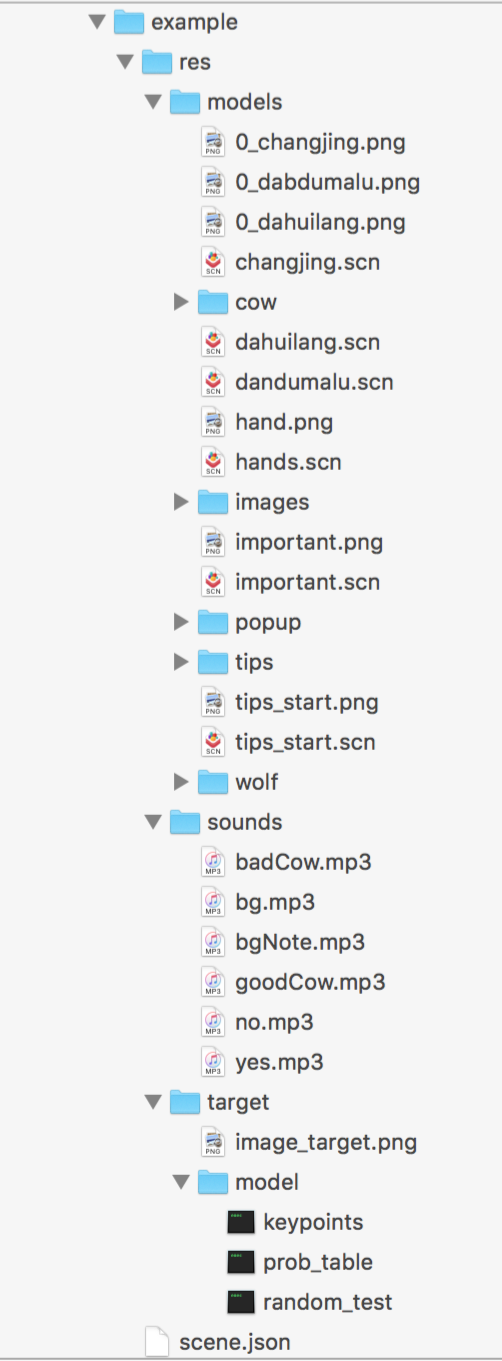 example
res
models
0_changjing.png
0_dabdumalu.png
0_dahuilang.png
changjing.scn
cow
dahuilang.scn
dandumalu.scn
hand.png
hands.scn
images
important.png
important.scn
popup
tips
tips_start.png
tips_start.scn
wolf
sounds
badCow.mp3
bg.mp3
bgNote.mp3
goodCow.mp3
no.mp3
yes.mp3
target
image_target.png
model
keypoints
prob_table
random_test
scene.json